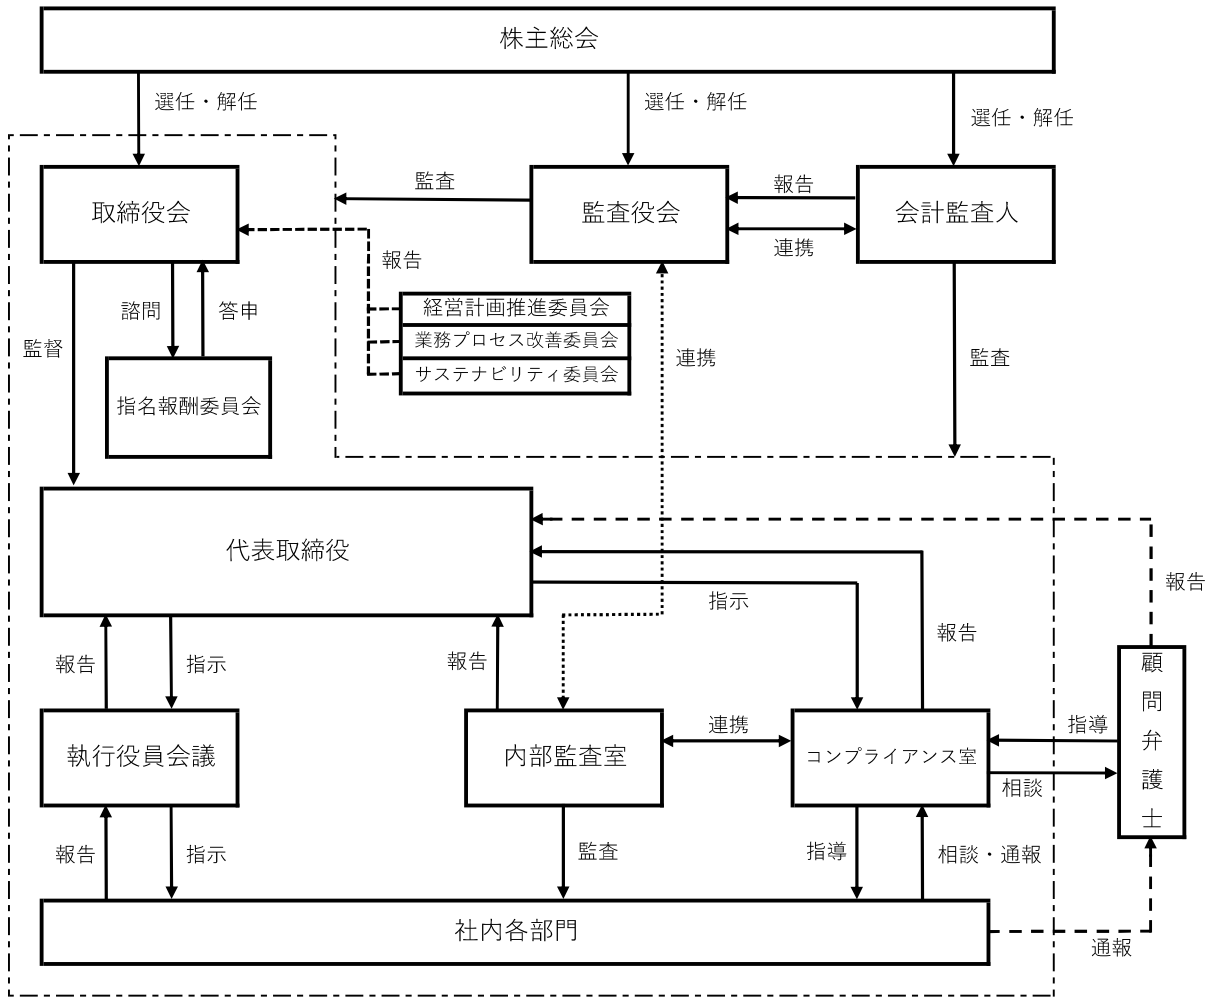 株主総会
選任・解任
選任・解任
選任・解任
取締役会
監査
監査役会
報告
連携
会計監査人
報告
諮問
答申
監督
経営計画推進委員会
業務プロセス改善委員会
サステナビリティ委員会
連携
監査
指名報酬委員会
代表取締役
指示
報告
報告
報告
指示
報告
顧問弁護士
執行役員会議
内部監査室
連携
コンプライアンス室
指導
相談
報告
指示
監査
指導
相談・通報
社内各部門
通報